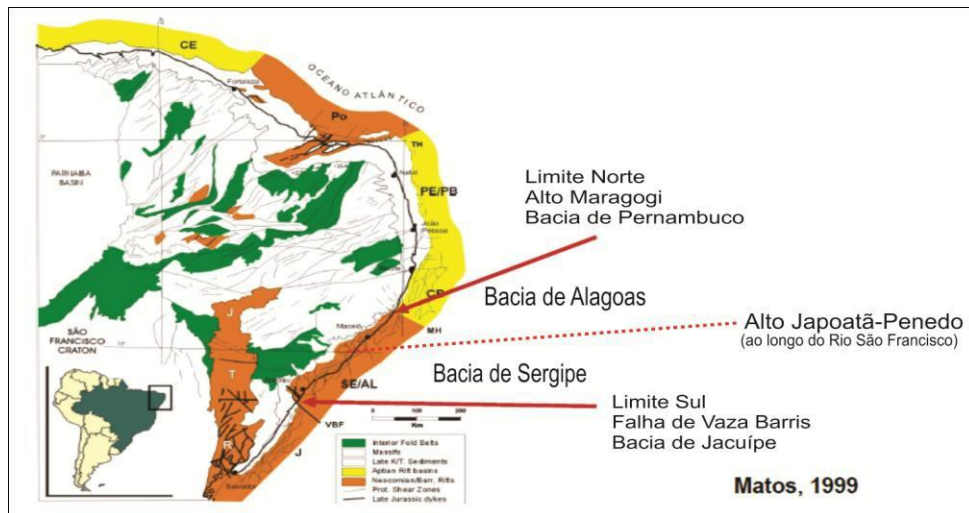 CE
Fortaleza
OCEANO ATLÂNTICO
Po
TH
PARNAIBA
BASIN
Natal
PE/PB
João
Pessoa
Limite Norte
Alto Maragogi
Bacia de Pernambuco
CP
Bacia de Alagoas
J
Maceió
MH
Alto Japoatã-Penedo
(ao longo do Rio São Francisco)
SÃO
FRANCISCO
CRATON
T
Bacia de Sergipe
SE/AL
Limite Sul
Falha de Vaza Barris
Bacia de Jacuípe
0 100 200
Km
VBF
R
J
Salvador
Interior Fold Belts
Massifs
Late K/T. Sediments
Aptian Rift basins
Neocomian/Barr. Rifts
Prot. Shear Zones
Late Jurassic dykes
Matos, 1999